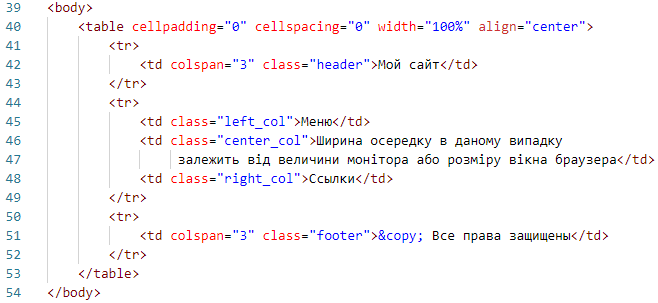 39 <body>
40 <table cellpadding="0" cellspacing="0" width="100%" align="center">
41 <tr>
42 <td colspan="3" class="header">Мой сайт</td>
43 </tr>
44 <tr>
45 <td class="left_col">Меню</td>
46 <td class="center_col">Ширина осередку в даному випадку
47 залежить від величини монітора або розміру вікна браузера</td>
48 <td class="right_col">Ссылки</td>
49 </tr>
50 <tr>
51 <td colspan="3" class="footer">&copy; Все права защищены</td>
52 </tr>
53 </table>
54 </body>